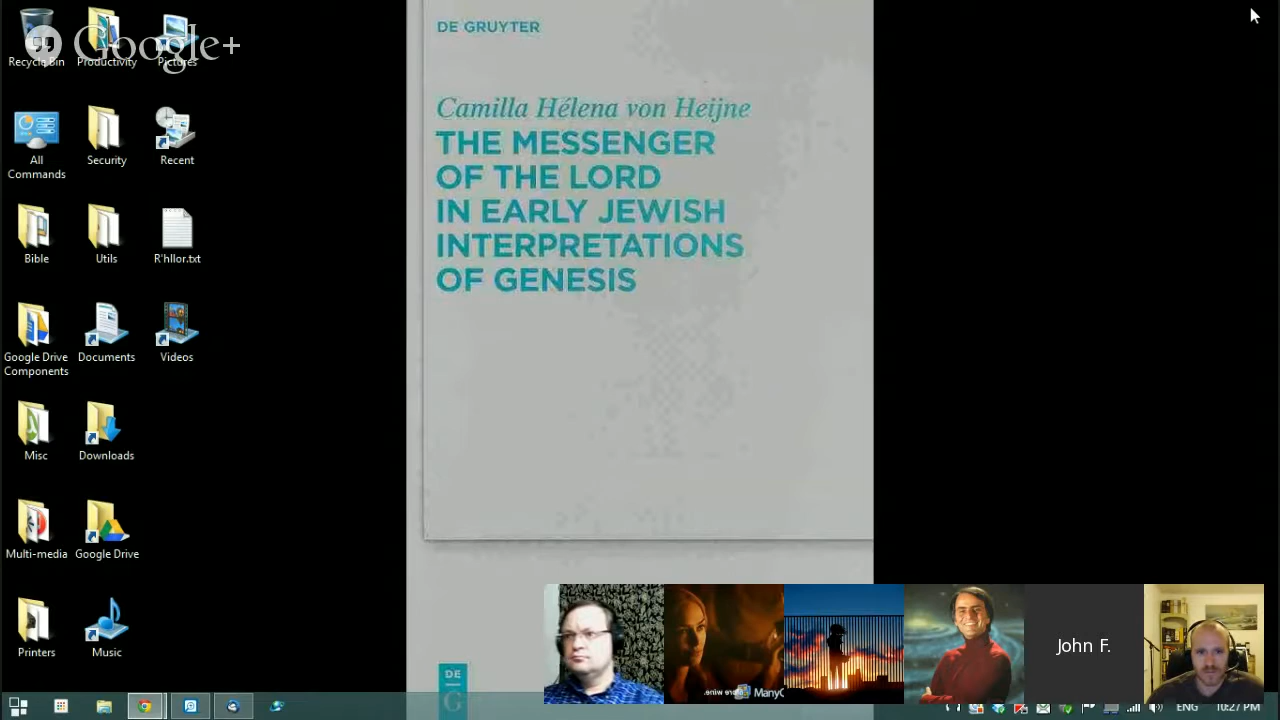 Google+
Recycle Bin
Productivity
Pictures
All
Commands
Security
Recent
Bible
Utils
R'hllor.txt
Google Drive
Components
Documents
Videos
Misc
Downloads
Multi-media
Google Drive
Printers
Music
DE GRUYTER
Camilla Hélena von Heijne
THE MESSENGER
OF THE LORD
IN EARLY JEWISH
INTERPRETATIONS
OF GENESIS
DE
G
ManyC
John F.
ENG
10:27 PM